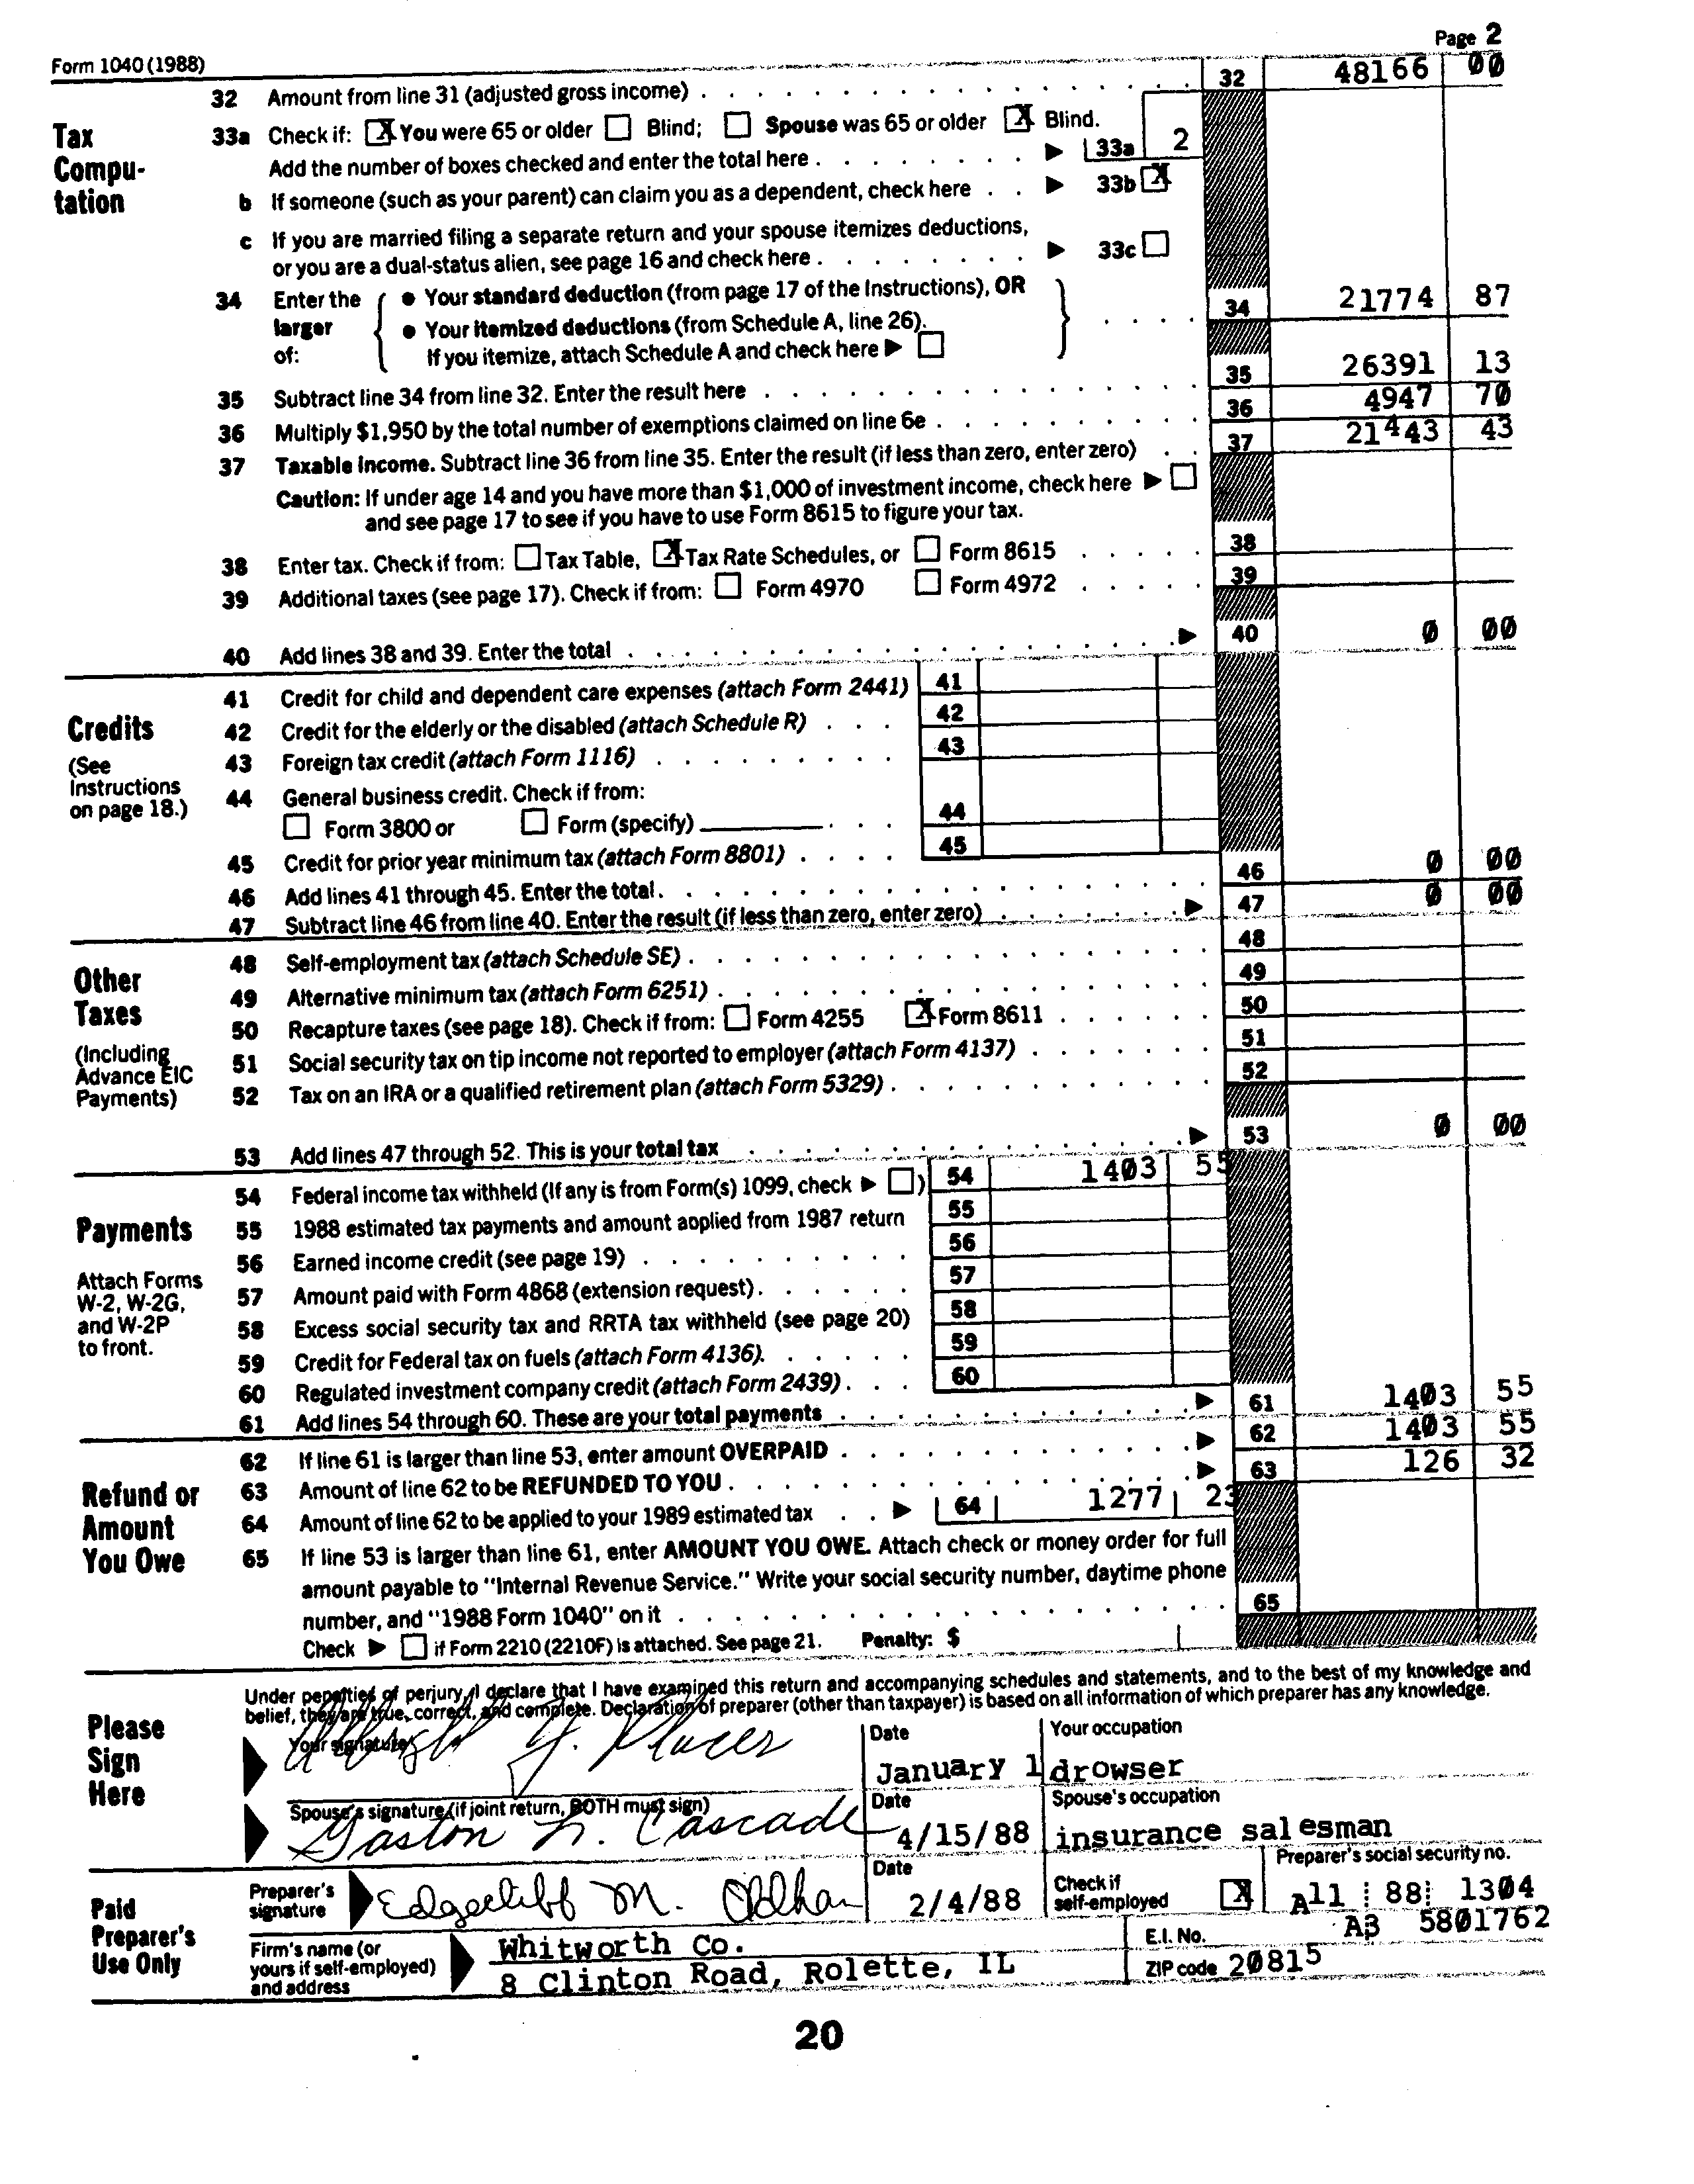 Form 1040 (1988) Page 2
32 Amount from line 31 (adjusted gross income) . . . . 32 48166 00
Tax Compu- tation
33a Check if: [X] You were 65 or older [ ] Blind; [ ] Spouse was 65 or older [X] Blind.
Add the number of boxes checked and enter the total here . . . . ▶ 33a 2
b If someone (such as your parent) can claim you as a dependent, check here . . ▶ 33b [X]
c If you are married filing a separate return and your spouse itemizes deductions,
or you are a dual-status alien, see page 16 and check here . . . . ▶ 33c [ ]
34 Enter the larger of: { ● Your standard deduction (from page 17 of the Instructions), OR
● Your itemized deductions (from Schedule A, line 26).
If you itemize, attach Schedule A and check here ▶ [ ] } . . . . 34 21774 87
35 Subtract line 34 from line 32. Enter the result here . . . . 35 26391 13
36 Multiply $1,950 by the total number of exemptions claimed on line 6e . . . . 36 4947 70
37 Taxable income. Subtract line 36 from line 35. Enter the result (if less than zero, enter zero) . . 37 21443 43
Caution: If under age 14 and you have more than $1,000 of investment income, check here ▶ [ ]
and see page 17 to see if you have to use Form 8615 to figure your tax.
38 Enter tax. Check if from: [ ] Tax Table, [X] Tax Rate Schedules, or [ ] Form 8615 . . . . 38
39 Additional taxes (see page 17). Check if from: [ ] Form 4970 [ ] Form 4972 . . . . 39
40 Add lines 38 and 39. Enter the total . . . . ▶ 40 0 00
Credits
(See Instructions on page 18.)
41 Credit for child and dependent care expenses (attach Form 2441) 41
42 Credit for the elderly or the disabled (attach Schedule R) . . . 42
43 Foreign tax credit (attach Form 1116) . . . . 43
44 General business credit. Check if from:
[ ] Form 3800 or [ ] Form (specify) ______ . . . 44
45 Credit for prior year minimum tax (attach Form 8801) . . . . 45
46 Add lines 41 through 45. Enter the total . . . . 46 0 00
47 Subtract line 46 from line 40. Enter the result (if less than zero, enter zero) . . . . ▶ 47 0 00
Other Taxes
(Including Advance EIC Payments)
48 Self-employment tax (attach Schedule SE) . . . . 48
49 Alternative minimum tax (attach Form 6251) . . . . 49
50 Recapture taxes (see page 18). Check if from: [ ] Form 4255 [X] Form 8611 . . . . 50
51 Social security tax on tip income not reported to employer (attach Form 4137) . . . . 51
52 Tax on an IRA or a qualified retirement plan (attach Form 5329) . . . . 52
53 Add lines 47 through 52. This is your total tax . . . . ▶ 53 0 00
Payments
Attach Forms W-2, W-2G, and W-2P to front.
54 Federal income tax withheld (If any is from Form(s) 1099, check ▶ [ ]) 54 1403 55
55 1988 estimated tax payments and amount applied from 1987 return 55
56 Earned income credit (see page 19) . . . . 56
57 Amount paid with Form 4868 (extension request) . . . . 57
58 Excess social security tax and RRTA tax withheld (see page 20) 58
59 Credit for Federal tax on fuels (attach Form 4136). . . . . 59
60 Regulated investment company credit (attach Form 2439) . . . 60
61 Add lines 54 through 60. These are your total payments . . . . ▶ 61 1403 55
Refund or Amount You Owe
62 If line 61 is larger than line 53, enter amount OVERPAID . . . . ▶ 62 1403 55
63 Amount of line 62 to be REFUNDED TO YOU . . . . ▶ 63 126 32
64 Amount of line 62 to be applied to your 1989 estimated tax . . ▶ 64 1277 23
65 If line 53 is larger than line 61, enter AMOUNT YOU OWE. Attach check or money order for full
amount payable to "Internal Revenue Service." Write your social security number, daytime phone
number, and "1988 Form 1040" on it . . . . 65
Check ▶ [ ] if Form 2210 (2210F) is attached. See page 21. Penalty: $
Please Sign Here
Under penalties of perjury, I declare that I have examined this return and accompanying schedules and statements, and to the best of my knowledge and
belief, they are true, correct, and complete. Declaration of preparer (other than taxpayer) is based on all information of which preparer has any knowledge.
Your signature Y. Placer Date January 1 Your occupation drowser
Spouse's signature (if joint return, BOTH must sign) Gaston N. Cascade Date 4/15/88 Spouse's occupation insurance salesman
Paid Preparer's Use Only
Preparer's signature Edgecliff M. Oldham Date 2/4/88 Check if self-employed [X] Preparer's social security no. A11 88 1304
Firm's name (or yours if self-employed) and address Whitworth Co. E.I. No. A3 5801762
8 Clinton Road, Rolette, IL ZIP code 20815
20